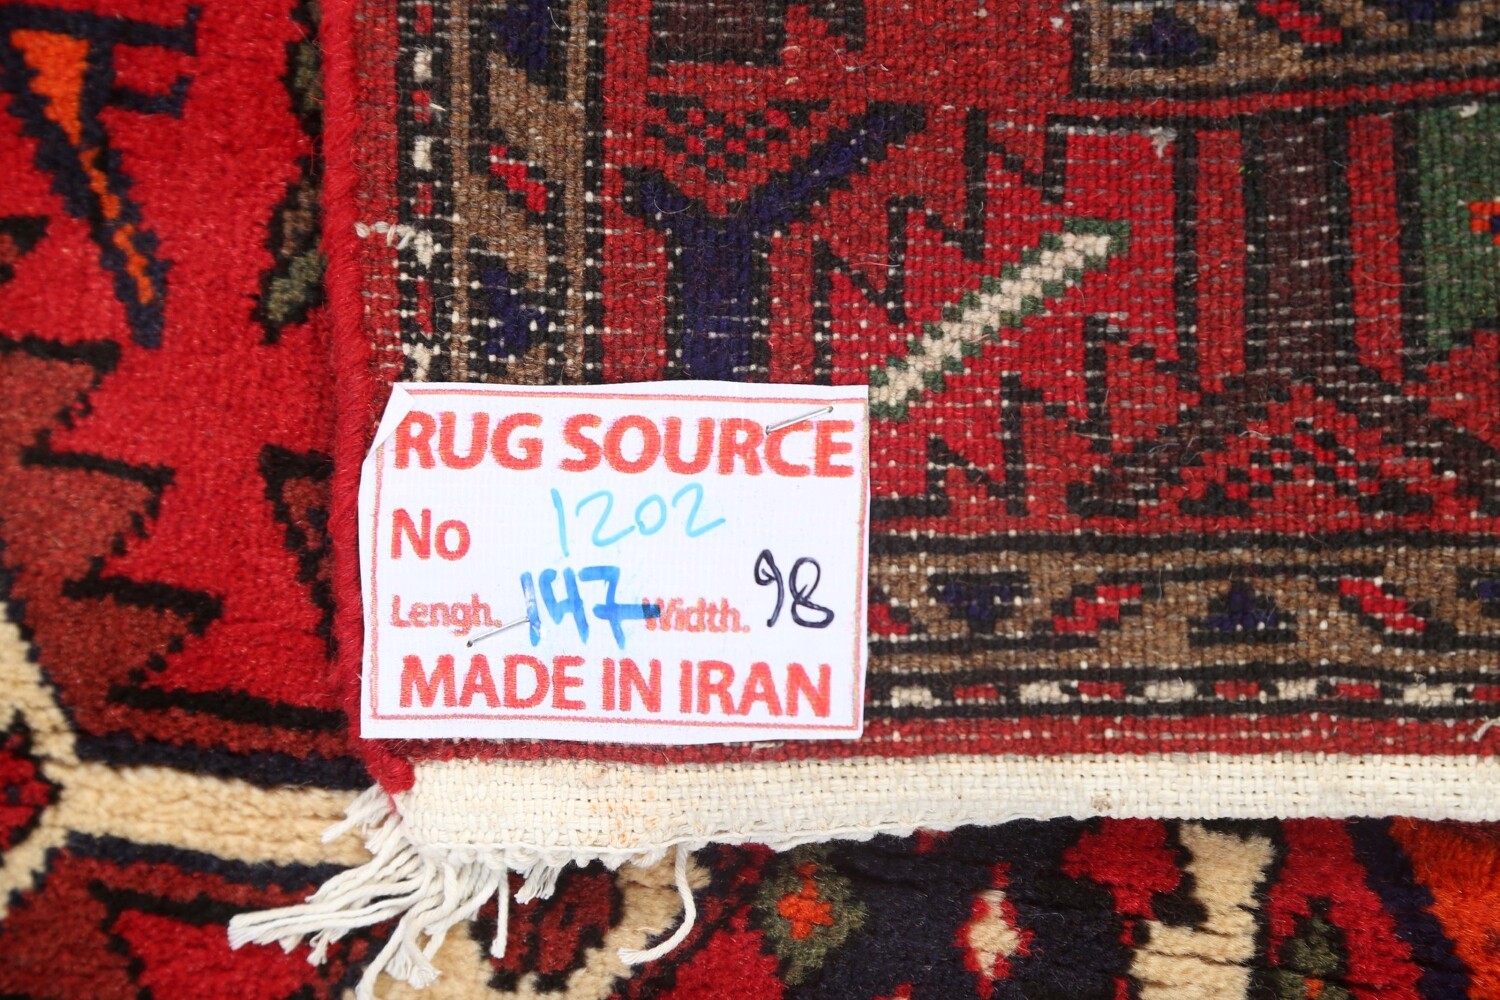 RUG SOURCE
No 1202
Lengh. 147 Width. 98
MADE IN IRAN